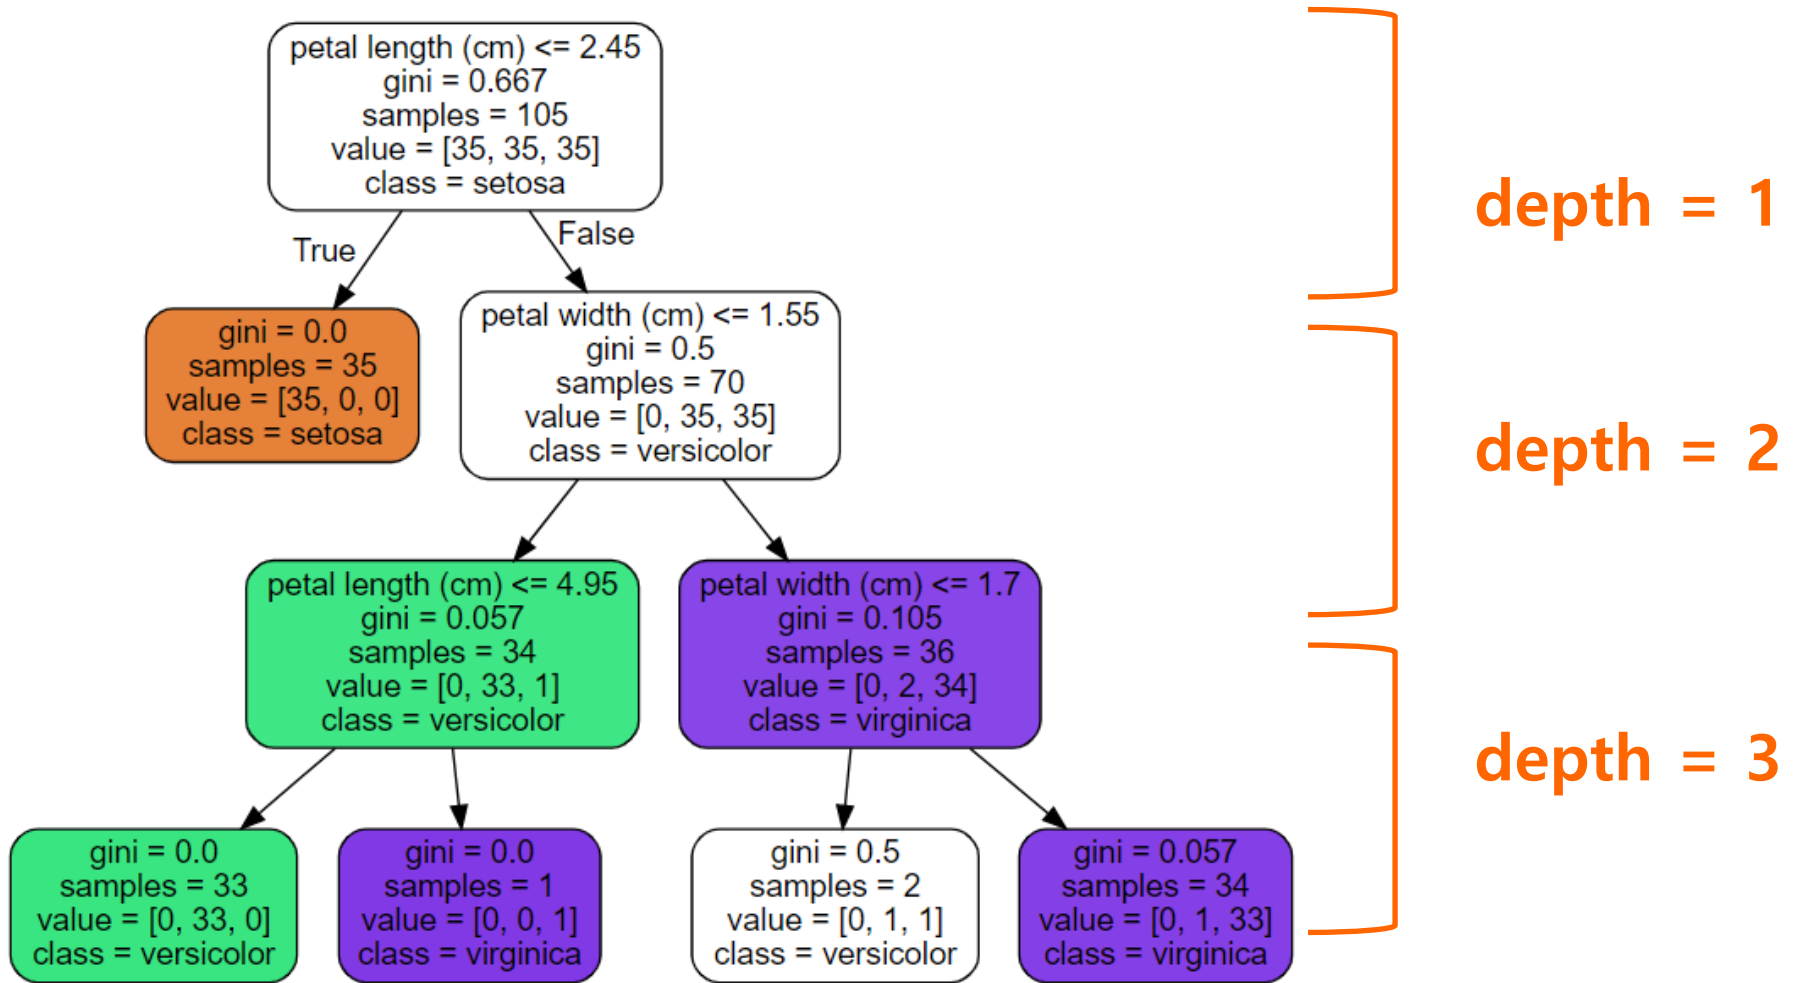 petal length (cm) <= 2.45
gini = 0.667
samples = 105
value = [35, 35, 35]
class = setosa
depth = 1
True
False
gini = 0.0
samples = 35
value = [35, 0, 0]
class = setosa
petal width (cm) <= 1.55
gini = 0.5
samples = 70
value = [0, 35, 35]
class = versicolor
depth = 2
petal length (cm) <= 4.95
gini = 0.057
samples = 34
value = [0, 33, 1]
class = versicolor
petal width (cm) <= 1.7
gini = 0.105
samples = 36
value = [0, 2, 34]
class = virginica
depth = 3
gini = 0.0
samples = 33
value = [0, 33, 0]
class = versicolor
gini = 0.0
samples = 1
value = [0, 0, 1]
class = virginica
gini = 0.5
samples = 2
value = [0, 1, 1]
class = versicolor
gini = 0.057
samples = 34
value = [0, 1, 33]
class = virginica